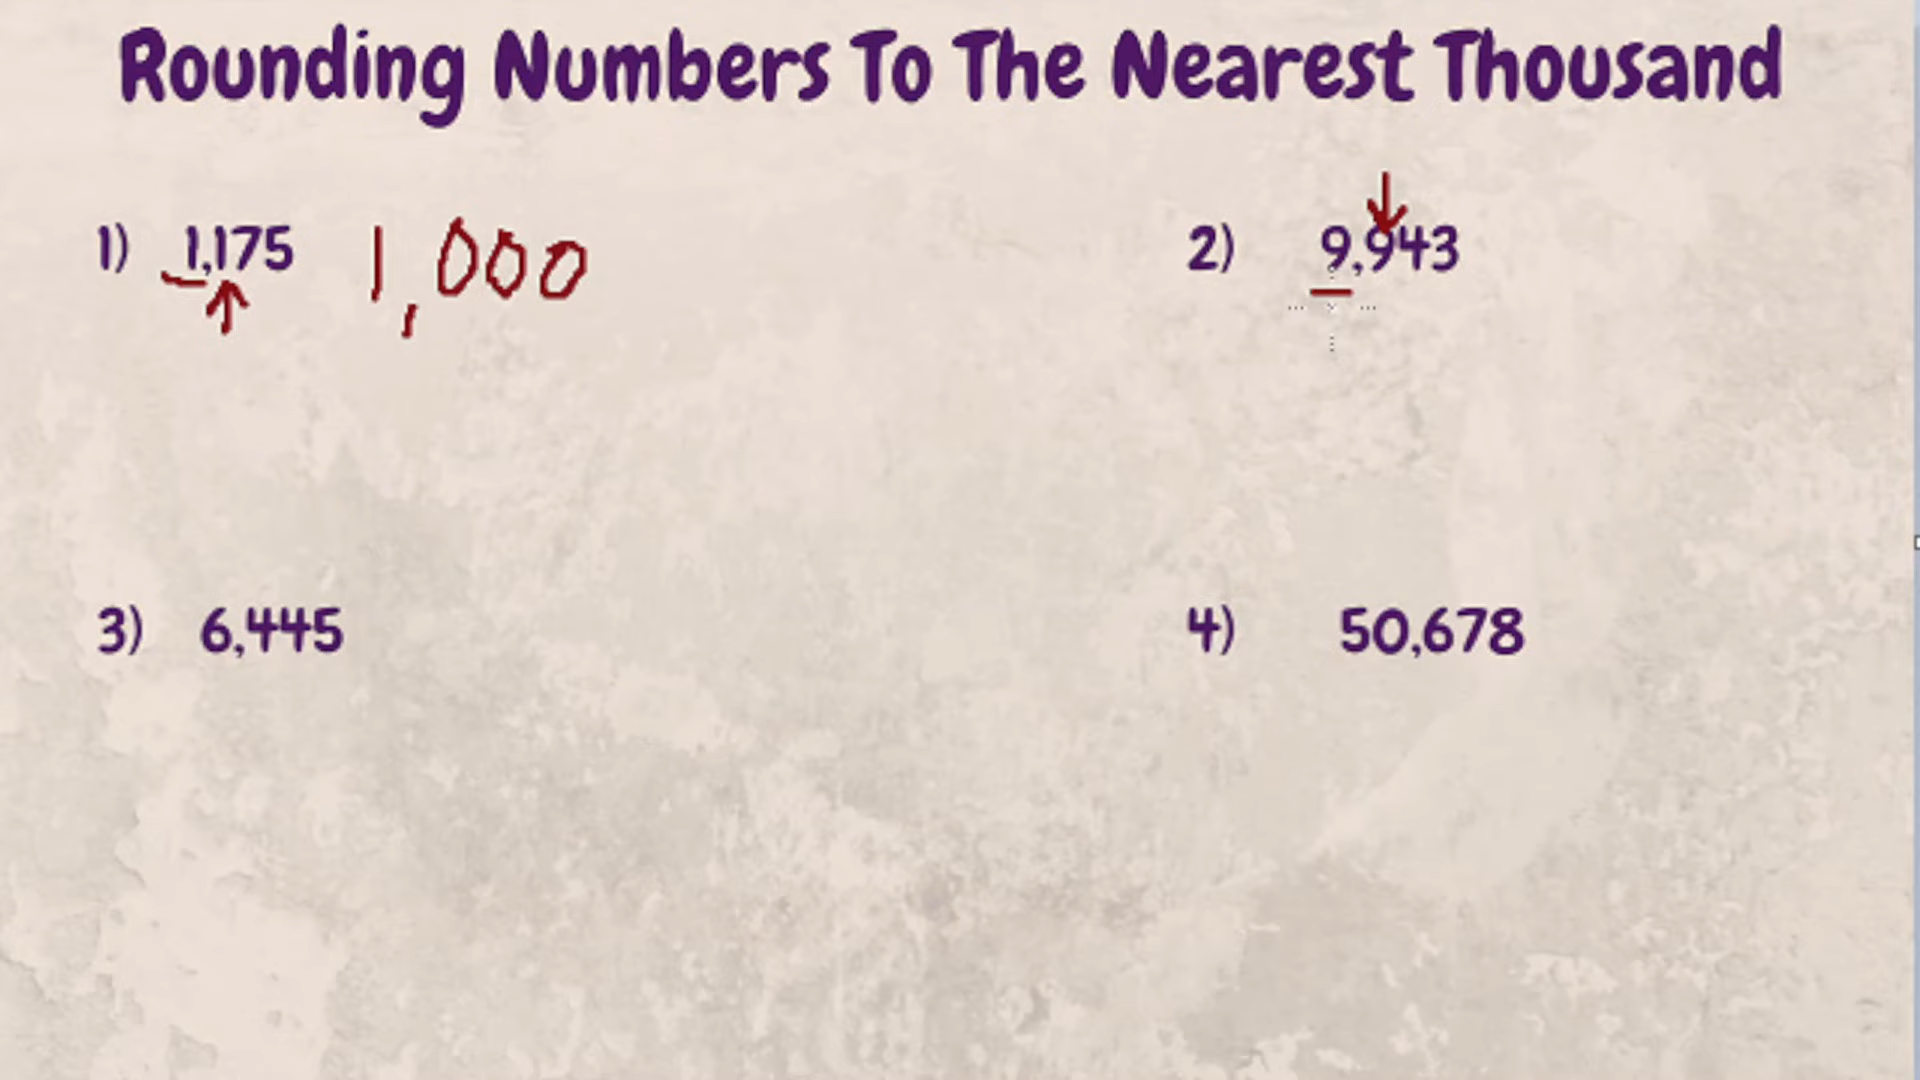 Rounding Numbers To The Nearest Thousand
1) 1,175 1,000
2) 9,943
3) 6,445
4) 50,678